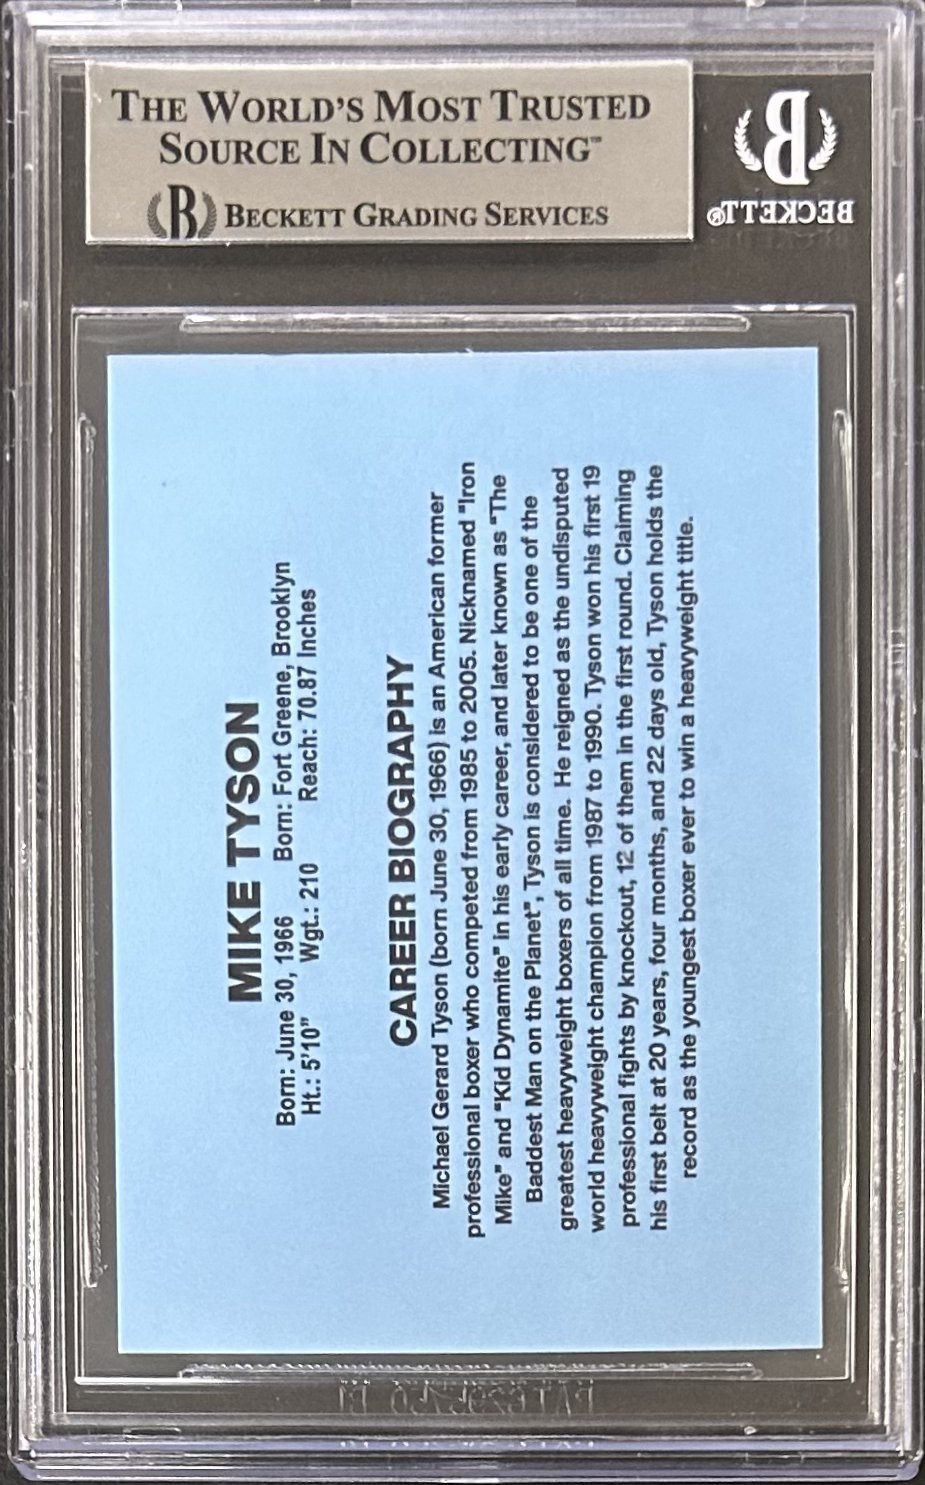 THE WORLD'S MOST TRUSTED
SOURCE IN COLLECTING™
B BECKETT GRADING SERVICES
B
BECKETT®
MIKE TYSON
Born: June 30, 1966 Born: Fort Greene, Brooklyn
Ht.: 5'10" Wgt.: 210 Reach: 70.87 Inches
CAREER BIOGRAPHY
Michael Gerard Tyson (born June 30, 1966) is an American former
professional boxer who competed from 1985 to 2005. Nicknamed "Iron
Mike" and "Kid Dynamite" in his early career, and later known as "The
Baddest Man on the Planet", Tyson is considered to be one of the
greatest heavyweight boxers of all time. He reigned as the undisputed
world heavyweight champion from 1987 to 1990. Tyson won his first 19
professional fights by knockout, 12 of them in the first round. Claiming
his first belt at 20 years, four months, and 22 days old, Tyson holds the
record as the youngest boxer ever to win a heavyweight title.